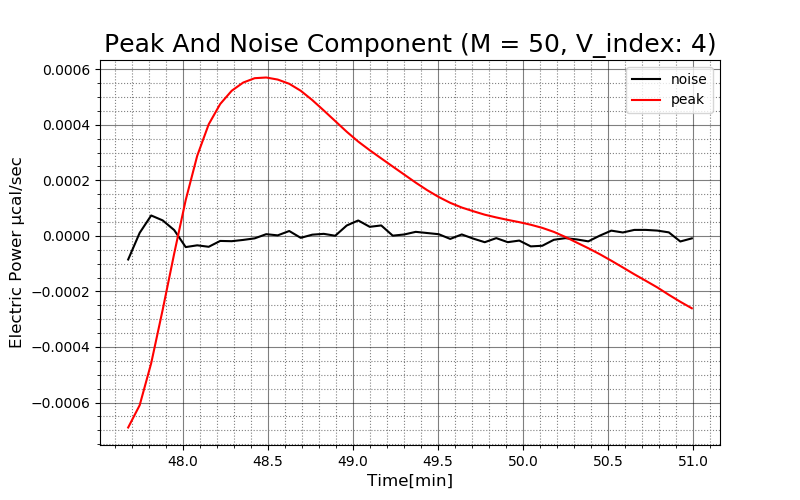 Peak And Noise Component (M = 50, V_index: 4)
noise
peak
Electric Power μcal/sec
0.0006
0.0004
0.0002
0.0000
−0.0002
−0.0004
−0.0006
48.0 48.5 49.0 49.5 50.0 50.5 51.0
Time[min]